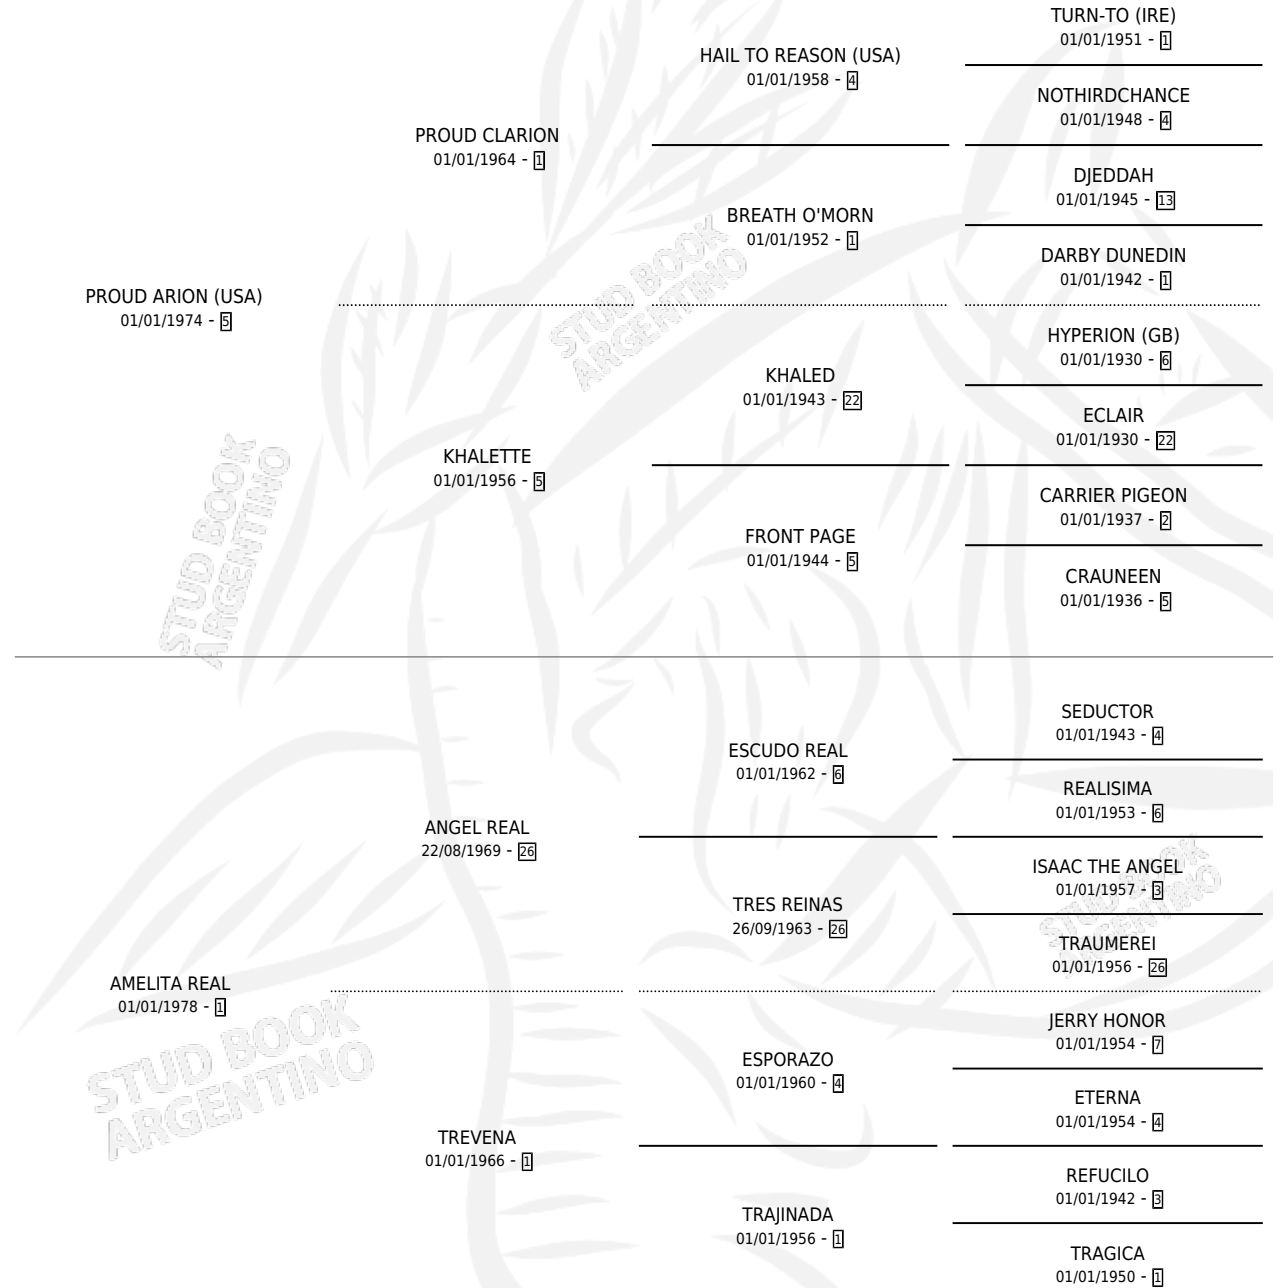 TURN-TO (IRE)
01/01/1951 - 1
HAIL TO REASON (USA)
01/01/1958 - 4
NOTHIRDCHANCE
01/01/1948 - 4
PROUD CLARION
01/01/1964 - 1
DJEDDAH
01/01/1945 - 13
BREATH O'MORN
01/01/1952 - 1
DARBY DUNEDIN
01/01/1942 - 1
PROUD ARION (USA)
01/01/1974 - 5
HYPERION (GB)
01/01/1930 - 6
KHALED
01/01/1943 - 22
ECLAIR
01/01/1930 - 22
KHALETTE
01/01/1956 - 5
CARRIER PIGEON
01/01/1937 - 2
FRONT PAGE
01/01/1944 - 5
CRAUNEEN
01/01/1936 - 5
SEDUCTOR
01/01/1943 - 4
ESCUDO REAL
01/01/1962 - 6
REALISIMA
01/01/1953 - 6
ANGEL REAL
22/08/1969 - 26
ISAAC THE ANGEL
01/01/1957 - 3
TRES REINAS
26/09/1963 - 26
TRAUMEREI
01/01/1956 - 26
AMELITA REAL
01/01/1978 - 1
JERRY HONOR
01/01/1954 - 7
ESPORAZO
01/01/1960 - 4
ETERNA
01/01/1954 - 4
TREVENA
01/01/1966 - 1
REFUCILO
01/01/1942 - 3
TRAJINADA
01/01/1956 - 1
TRAGICA
01/01/1950 - 1
STUD BOOK
ARGENTINO
STUD BOOK
ARGENTINO
STUD BOOK
ARGENTINO
STUD BOOK
ARGENTINO